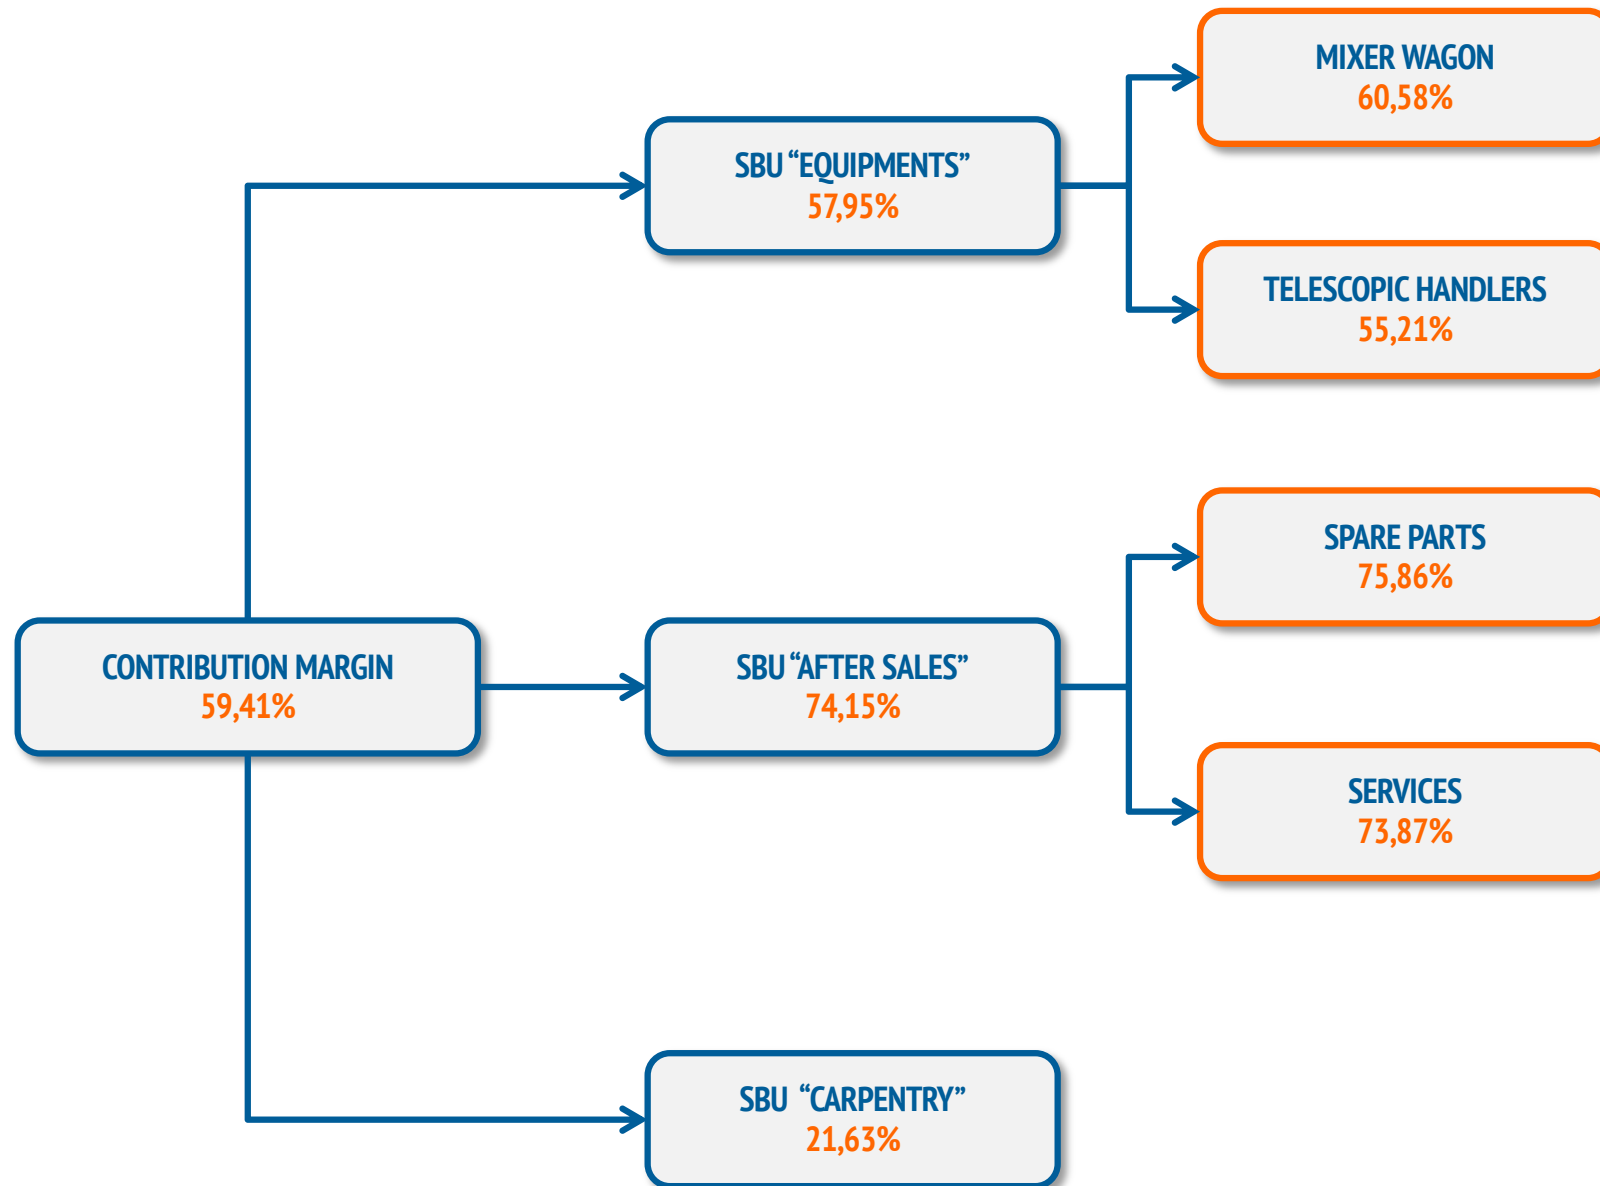 MIXER WAGON
60,58%
SBU “EQUIPMENTS”
57,95%
TELESCOPIC HANDLERS
55,21%
SPARE PARTS
75,86%
CONTRIBUTION MARGIN
59,41%
SBU “AFTER SALES”
74,15%
SERVICES
73,87%
SBU “CARPENTRY”
21,63%